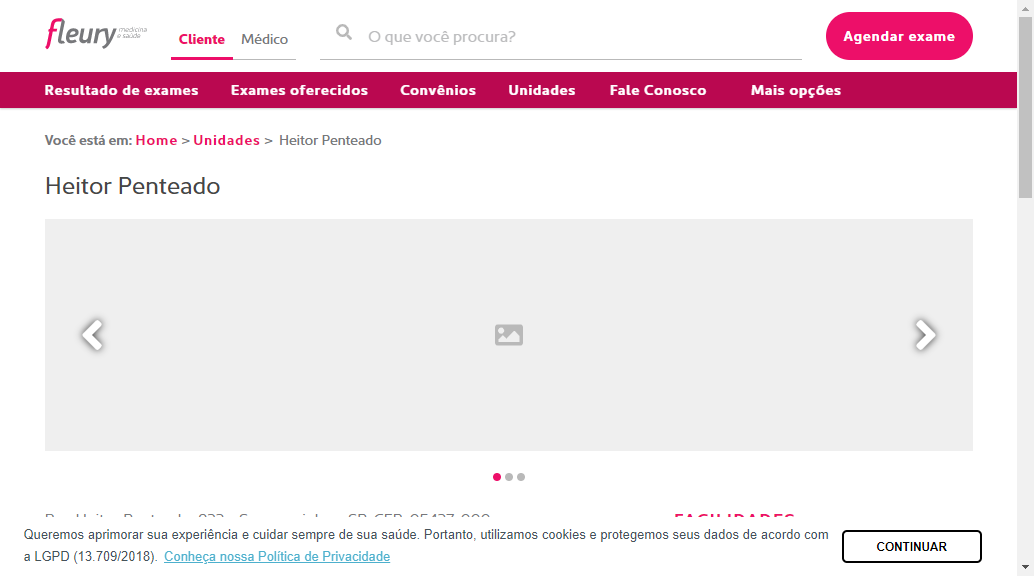 fleury medicina e saúde
Cliente Médico
O que você procura?
Agendar exame
Resultado de exames Exames oferecidos Convênios Unidades Fale Conosco Mais opções
Você está em: Home > Unidades > Heitor Penteado
Heitor Penteado
FACILIDADES
Queremos aprimorar sua experiência e cuidar sempre de sua saúde. Portanto, utilizamos cookies e protegemos seus dados de acordo com
a LGPD (13.709/2018). Conheça nossa Política de Privacidade
CONTINUAR